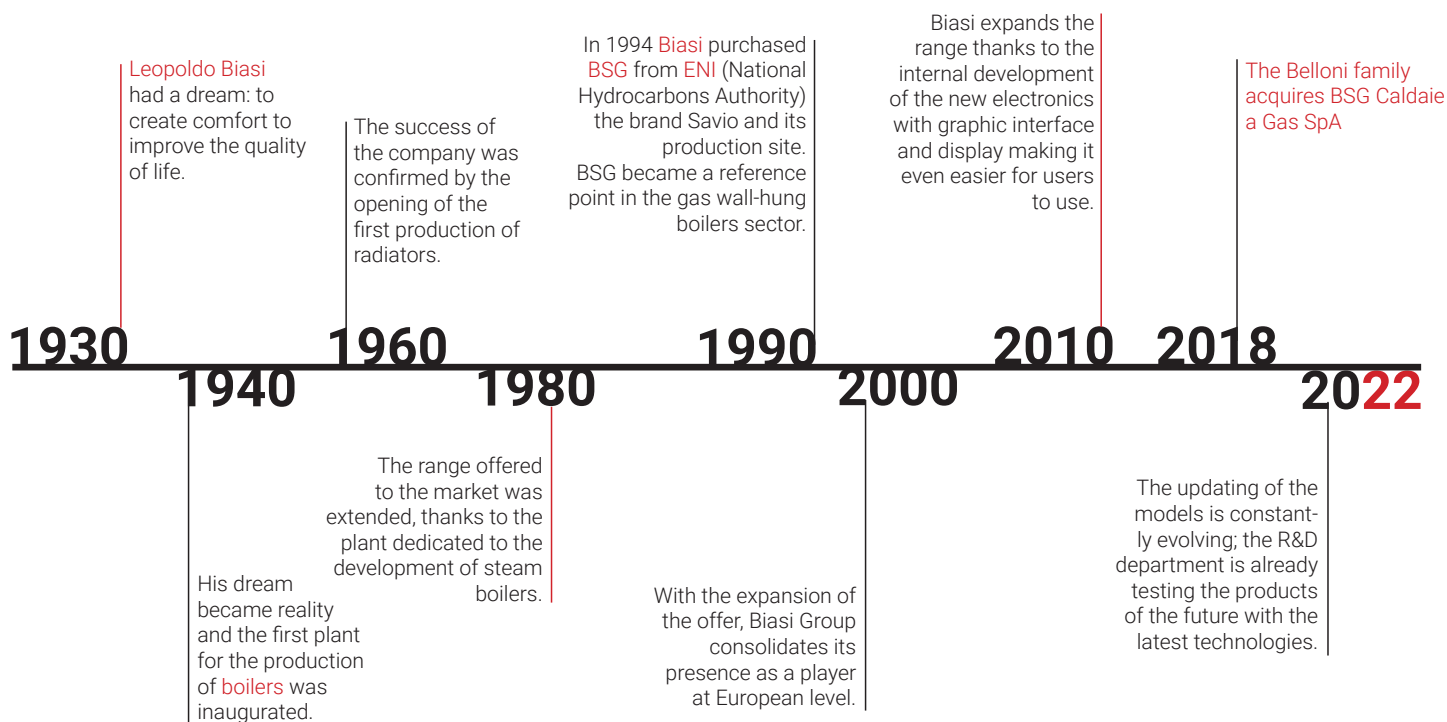 Leopoldo Biasi
had a dream: to
create comfort to
improve the quality
of life.
The success of
the company was
confirmed by the
opening of the
first production of
radiators.
In 1994 Biasi purchased
BSG from ENI (National
Hydrocarbons Authority)
the brand Savio and its
production site.
BSG became a reference
point in the gas wall-hung
boilers sector.
Biasi expands the
range thanks to the
internal development
of the new electronics
with graphic interface
and display making it
even easier for users
to use.
The Belloni family
acquires BSG Caldaie
a Gas SpA
1930 1960 1990 2010 2018
1940 1980 2000 2022
His dream
became reality
and the first plant
for the production
of boilers was
inaugurated.
The range offered
to the market was
extended, thanks to the
plant dedicated to the
development of steam
boilers.
With the expansion of
the offer, Biasi Group
consolidates its
presence as a player
at European level.
The updating of the
models is constant-
ly evolving; the R&D
department is already
testing the products
of the future with the
latest technologies.